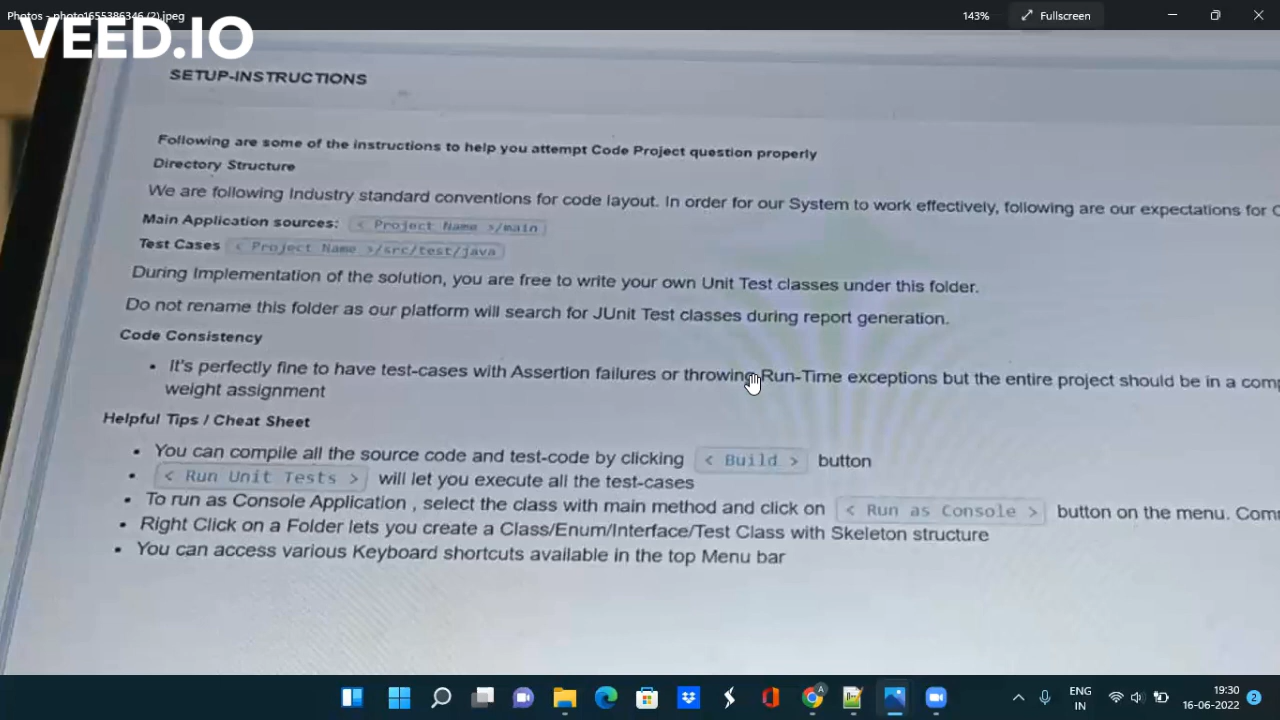 Photos - photo1655386346 (2).jpeg
143%
Fullscreen
VEED.IO
SETUP-INSTRUCTIONS
Following are some of the instructions to help you attempt Code Project question properly
Directory Structure
We are following Industry standard conventions for code layout. In order for our System to work effectively, following are our expectations for
Main Application sources: < Project Name >/main
Test Cases < Project Name >/src/test/java
During Implementation of the solution, you are free to write your own Unit Test classes under this folder.
Do not rename this folder as our platform will search for JUnit Test classes during report generation.
Code Consistency
• It's perfectly fine to have test-cases with Assertion failures or throwing Run-Time exceptions but the entire project should be in a comp
weight assignment
Helpful Tips / Cheat Sheet
• You can compile all the source code and test-code by clicking < Build > button
• < Run Unit Tests > will let you execute all the test-cases
• To run as Console Application , select the class with main method and click on < Run as Console > button on the menu. Comm
• Right Click on a Folder lets you create a Class/Enum/Interface/Test Class with Skeleton structure
• You can access various Keyboard shortcuts available in the top Menu bar
ENG
IN
19:30
16-06-2022
2